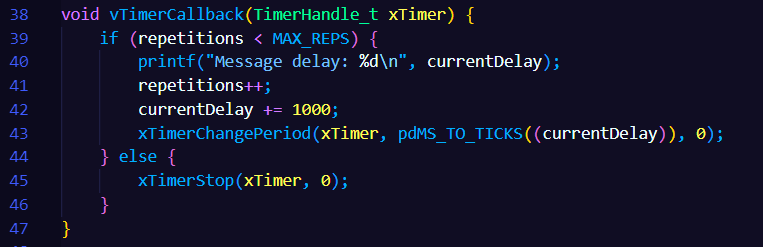 38 void vTimerCallback(TimerHandle_t xTimer) {
39     if (repetitions < MAX_REPS) {
40         printf("Message delay: %d\n", currentDelay);
41         repetitions++;
42         currentDelay += 1000;
43         xTimerChangePeriod(xTimer, pdMS_TO_TICKS((currentDelay)), 0);
44     } else {
45         xTimerStop(xTimer, 0);
46     }
47 }